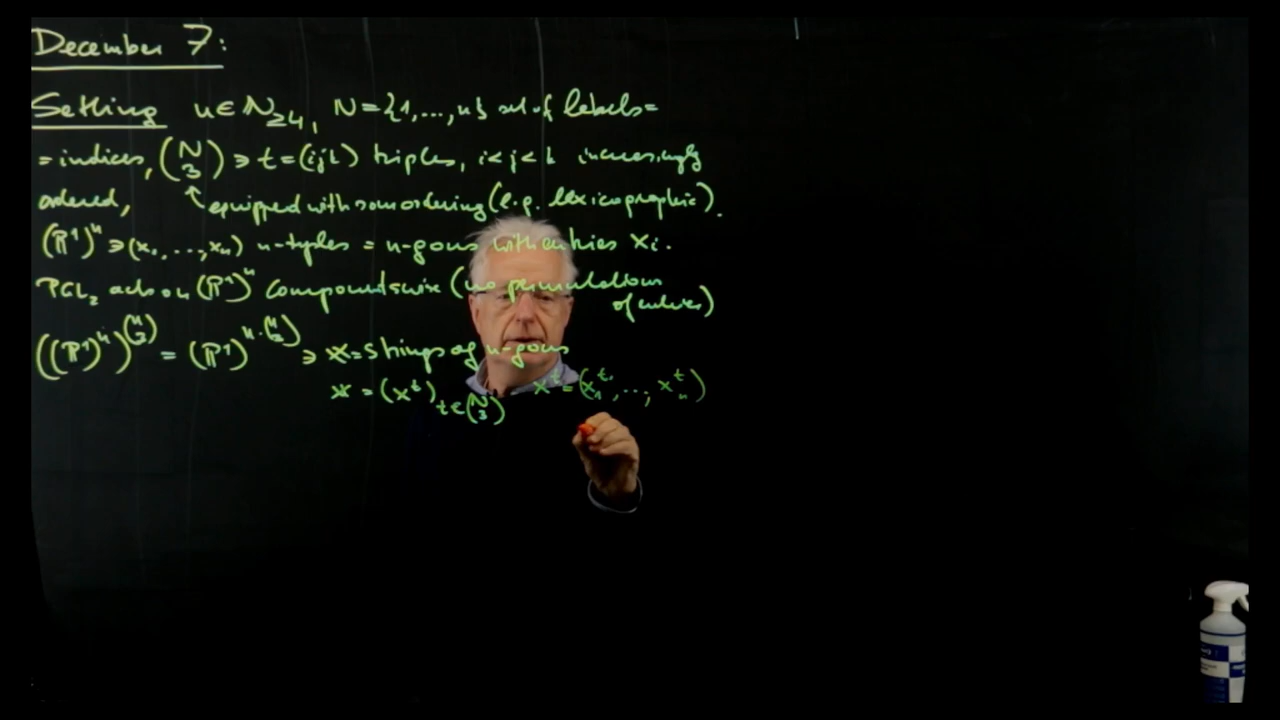 December 7:
Setting n ∈ ℕ≥4, N = {1,...,n} set of labels =
= indices, (N 3) ∋ t = (ijk) triples, i<j<k increasingly
ordered, ↖ equipped with some ordering (e.g. lexicographic).
(ℙ¹)ⁿ ∋ (x₁,...,xₙ) n-tuples = n-gons with entries xᵢ.
PGL₂ acts on (ℙ¹)ⁿ componentwise (no permutations
of entries)
((ℙ¹)ⁿ)^(n 3) = (ℙ¹)^n·(n 3) ∋ 𝕏 = strings of n-gons
𝕏 = (xᵗ) t∈(N 3) xᵗ = (x₁ᵗ,...,xₙᵗ)